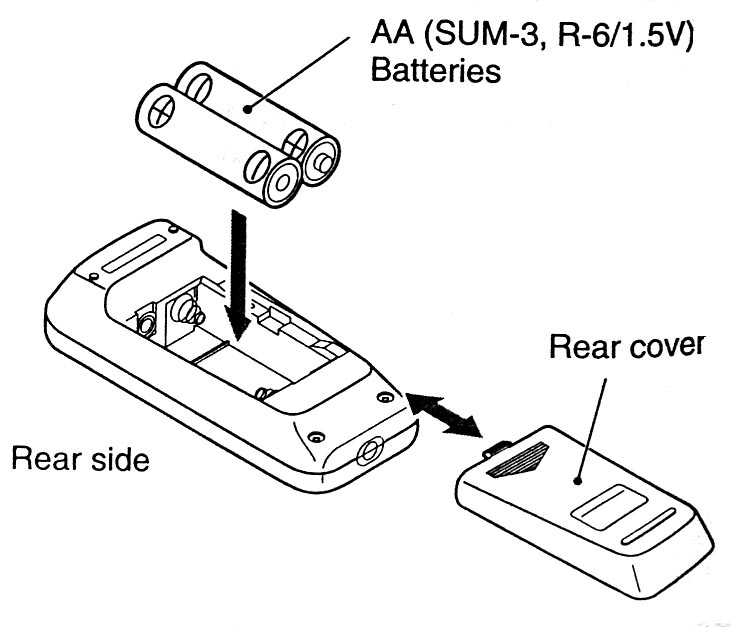 AA (SUM-3, R-6/1.5V)
Batteries
Rear cover
Rear side